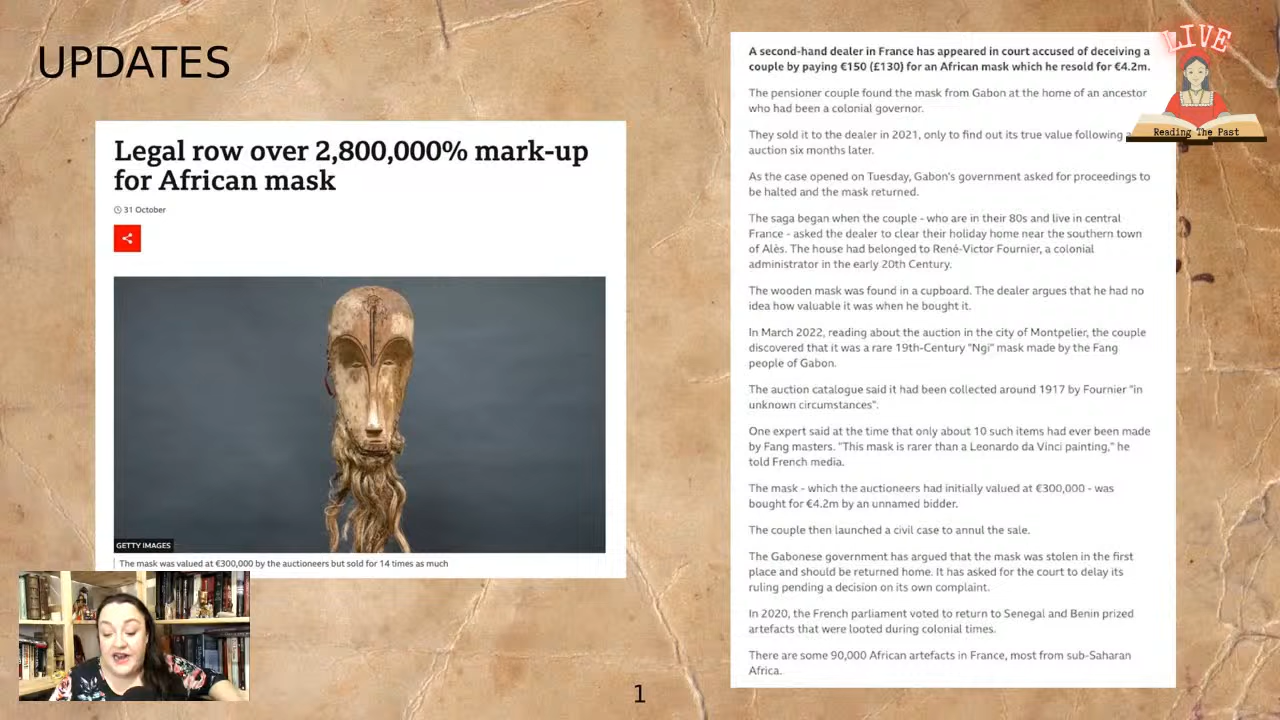 UPDATES
Legal row over 2,800,000% mark-up
for African mask
31 October
GETTY IMAGES
The mask was valued at €300,000 by the auctioneers but sold for 14 times as much
A second-hand dealer in France has appeared in court accused of deceiving a
couple by paying €150 (£130) for an African mask which he resold for €4.2m.
The pensioner couple found the mask from Gabon at the home of an ancestor
who had been a colonial governor.
They sold it to the dealer in 2021, only to find out its true value following
auction six months later.
As the case opened on Tuesday, Gabon's government asked for proceedings to
be halted and the mask returned.
The saga began when the couple - who are in their 80s and live in central
France - asked the dealer to clear their holiday home near the southern town
of Alès. The house had belonged to René-Victor Fournier, a colonial
administrator in the early 20th Century.
The wooden mask was found in a cupboard. The dealer argues that he had no
idea how valuable it was when he bought it.
In March 2022, reading about the auction in the city of Montpelier, the couple
discovered that it was a rare 19th-Century "Ngi" mask made by the Fang
people of Gabon.
The auction catalogue said it had been collected around 1917 by Fournier "in
unknown circumstances".
One expert said at the time that only about 10 such items had ever been made
by Fang masters. "This mask is rarer than a Leonardo da Vinci painting," he
told French media.
The mask - which the auctioneers had initially valued at €300,000 - was
bought for €4.2m by an unnamed bidder.
The couple then launched a civil case to annul the sale.
The Gabonese government has argued that the mask was stolen in the first
place and should be returned home. It has asked for the court to delay its
ruling pending a decision on its own complaint.
In 2020, the French parliament voted to return to Senegal and Benin prized
artefacts that were looted during colonial times.
There are some 90,000 African artefacts in France, most from sub-Saharan
Africa.
LIVE
Reading The Past
1